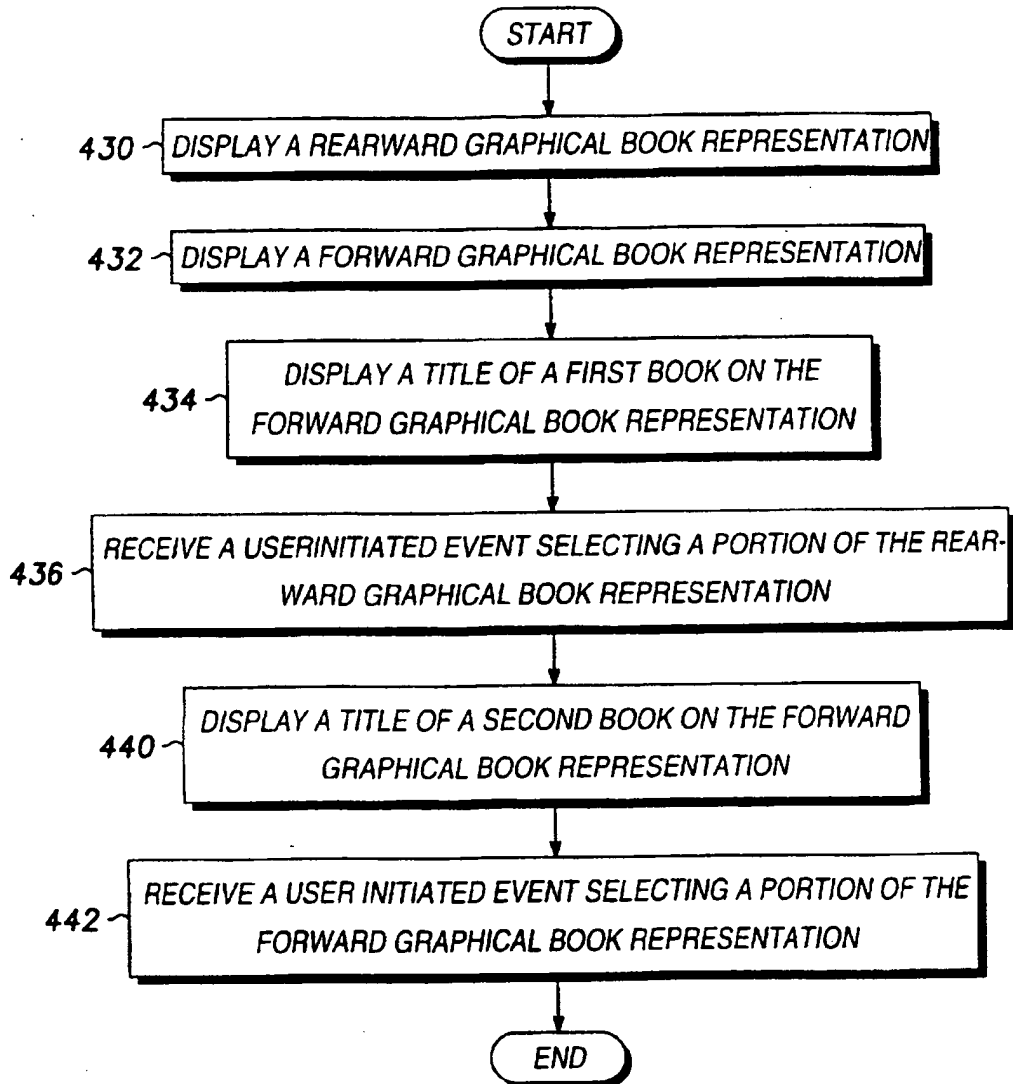 START
430 DISPLAY A REARWARD GRAPHICAL BOOK REPRESENTATION
432 DISPLAY A FORWARD GRAPHICAL BOOK REPRESENTATION
434 DISPLAY A TITLE OF A FIRST BOOK ON THE
FORWARD GRAPHICAL BOOK REPRESENTATION
436 RECEIVE A USERINITIATED EVENT SELECTING A PORTION OF THE REAR-
WARD GRAPHICAL BOOK REPRESENTATION
440 DISPLAY A TITLE OF A SECOND BOOK ON THE FORWARD
GRAPHICAL BOOK REPRESENTATION
442 RECEIVE A USER INITIATED EVENT SELECTING A PORTION OF THE
FORWARD GRAPHICAL BOOK REPRESENTATION
END